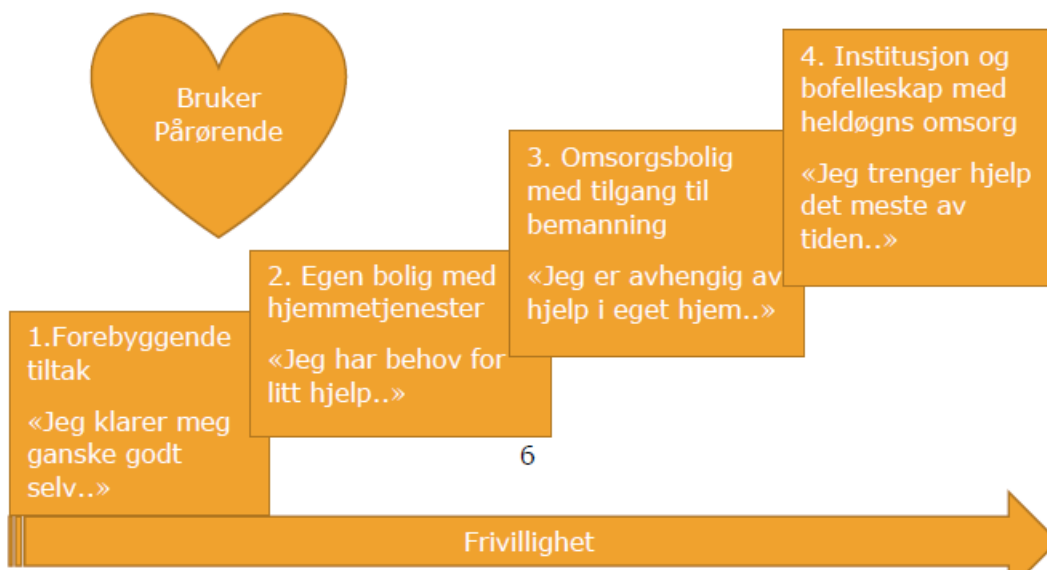 Bruker
Pårørende
4. Institusjon og
bofelleskap med
heldøgns omsorg
«Jeg trenger hjelp
det meste av
tiden..»
3. Omsorgsbolig
med tilgang til
bemanning
«Jeg er avhengig av
hjelp i eget hjem..»
2. Egen bolig med
hjemmetjenester
«Jeg har behov for
litt hjelp..»
1.Forebyggende
tiltak
«Jeg klarer meg
ganske godt
selv..»
6
Frivillighet